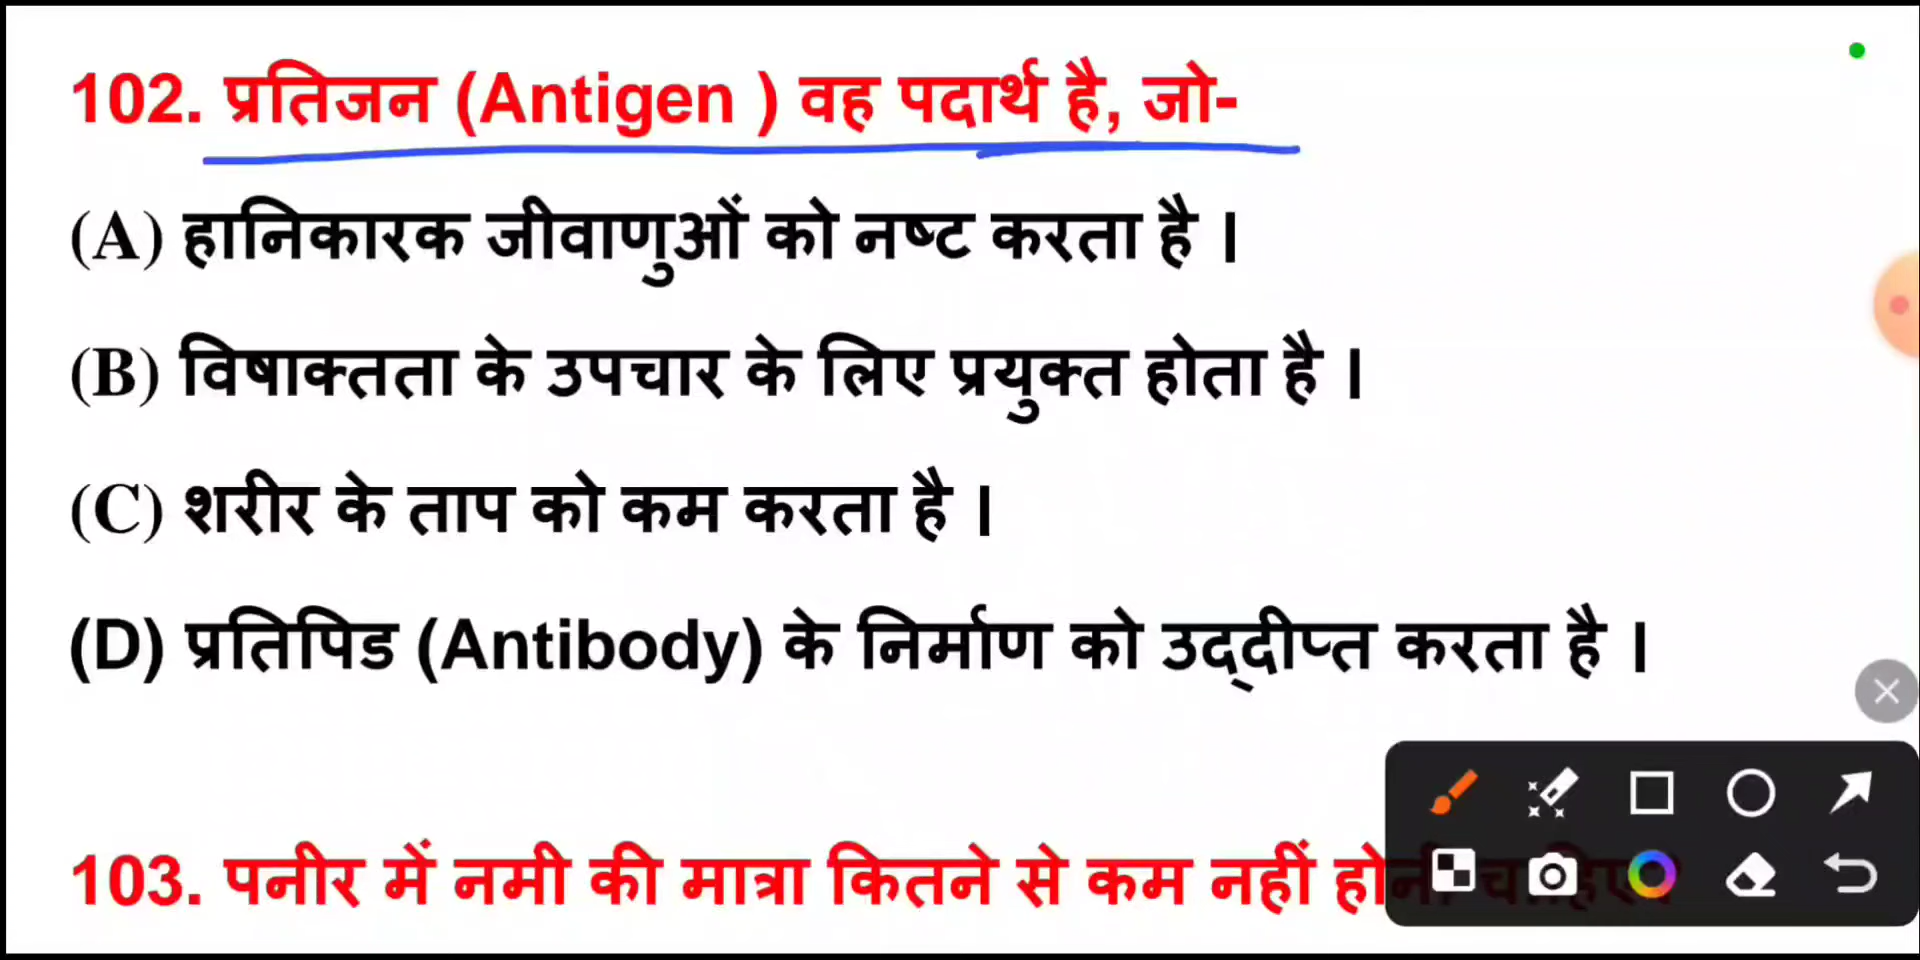 102. प्रतिजन (Antigen ) वह पदार्थ है, जो-
(A) हानिकारक जीवाणुओं को नष्ट करता है ।
(B) विषाक्तता के उपचार के लिए प्रयुक्त होता है ।
(C) शरीर के ताप को कम करता है ।
(D) प्रतिपिड (Antibody) के निर्माण को उद्दीप्त करता है ।
103. पनीर में नमी की मात्रा कितने से कम नहीं होनी चाहिए